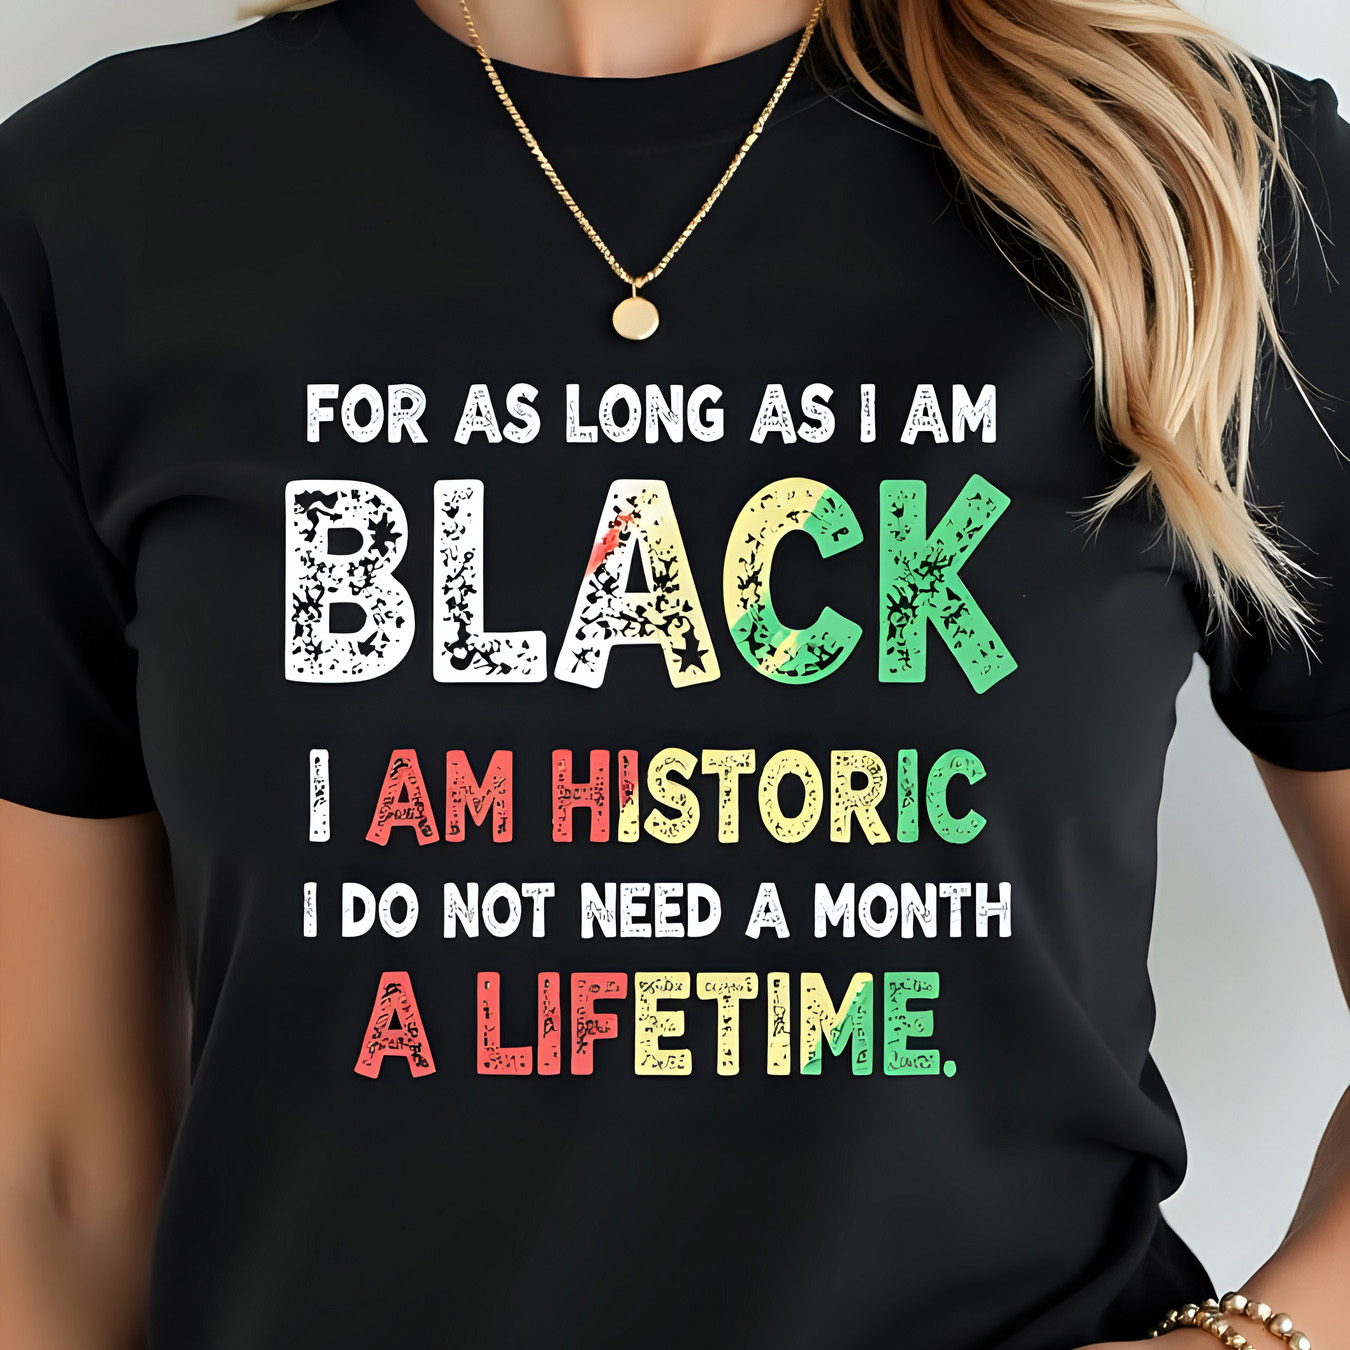 FOR AS LONG AS I AM
BLACK
I AM HISTORIC
I DO NOT NEED A MONTH
A LIFETIME.